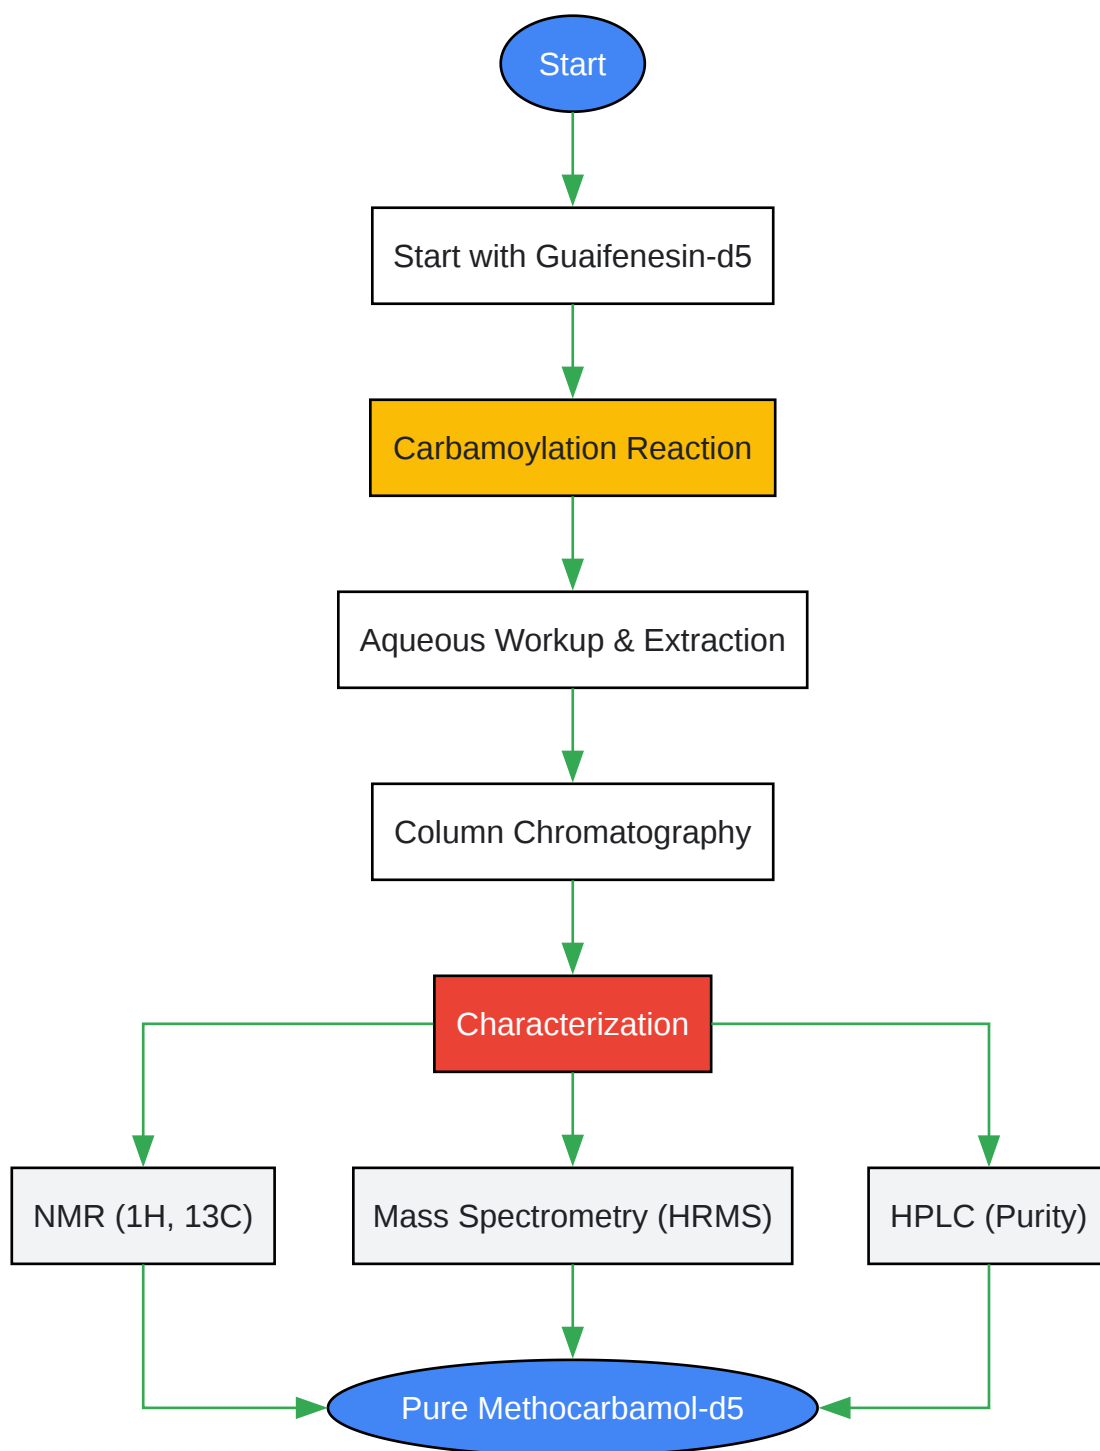 Start
Start with Guaifenesin-d5
Carbamoylation Reaction
Aqueous Workup & Extraction
Column Chromatography
Characterization
NMR (1H, 13C)
Mass Spectrometry (HRMS)
HPLC (Purity)
Pure Methocarbamol-d5